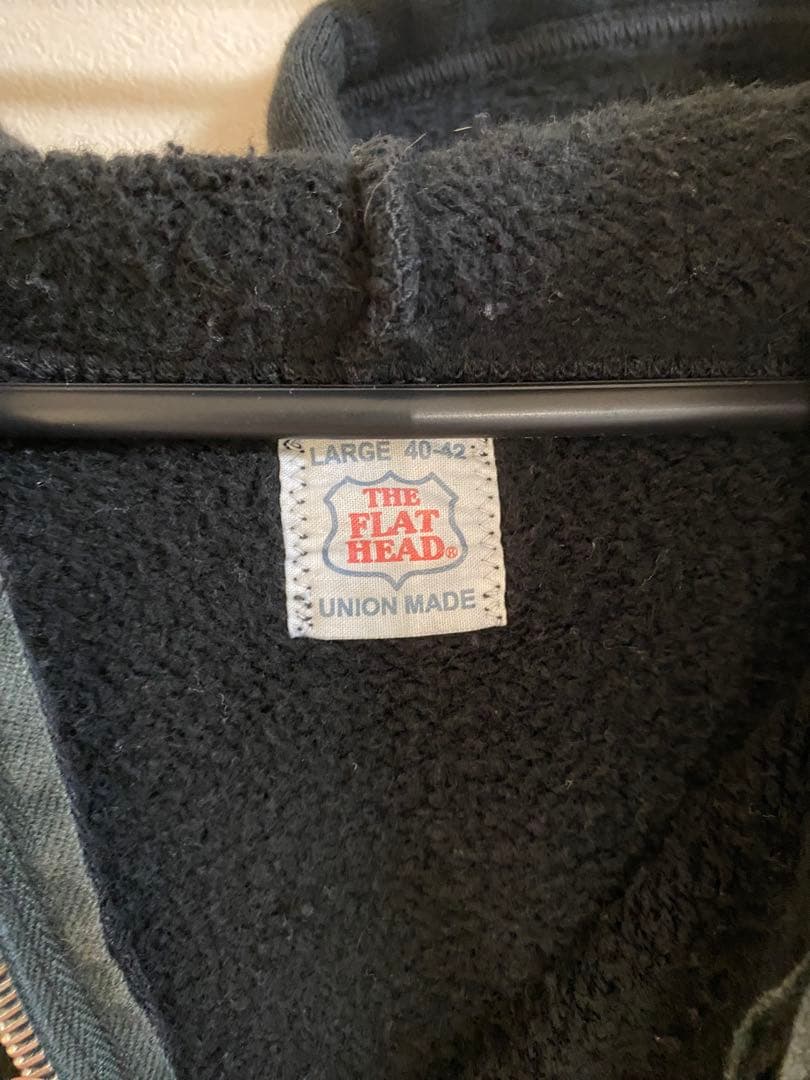 LARGE 40-42
THE
FLAT
HEAD®
UNION MADE